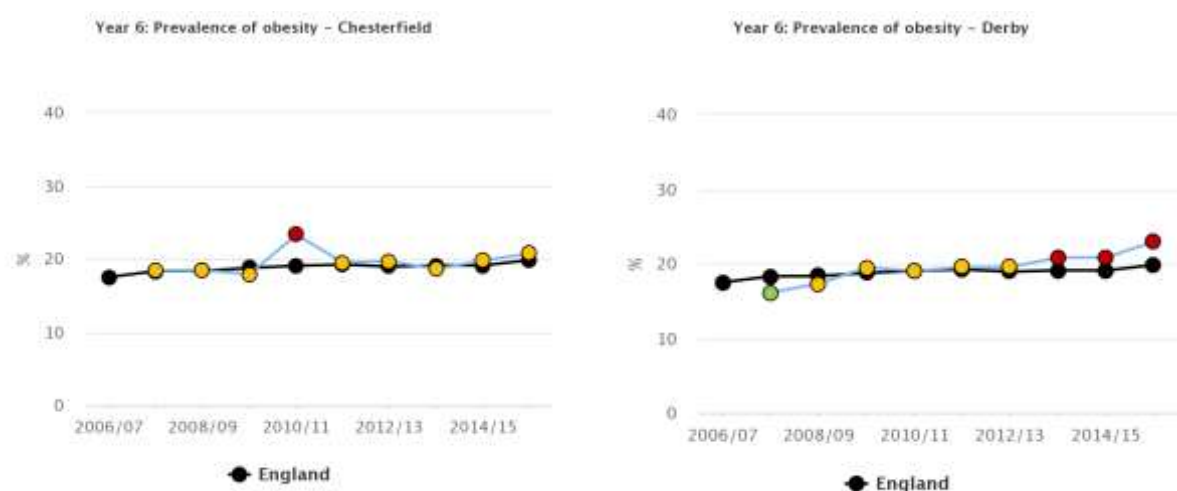 Year 6: Prevalence of obesity – Chesterfield
40
30
20
10
0
%
2006/07 2008/09 2010/11 2012/13 2014/15
England
Year 6: Prevalence of obesity – Derby
40
30
20
10
0
%
2006/07 2008/09 2010/11 2012/13 2014/15
England